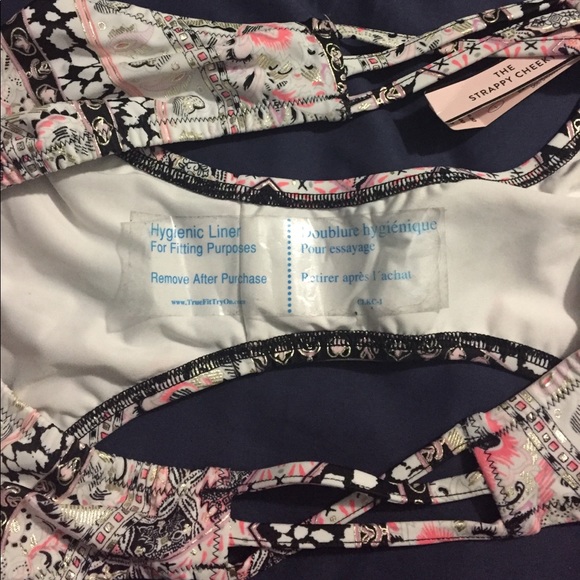 THE
STRAPPY CHEEK
Hygienic Liner
For Fitting Purposes
Remove After Purchase
www.TrueFitTryOn.com
Doublure hygiénique
Pour essayage
Retirer après l'achat